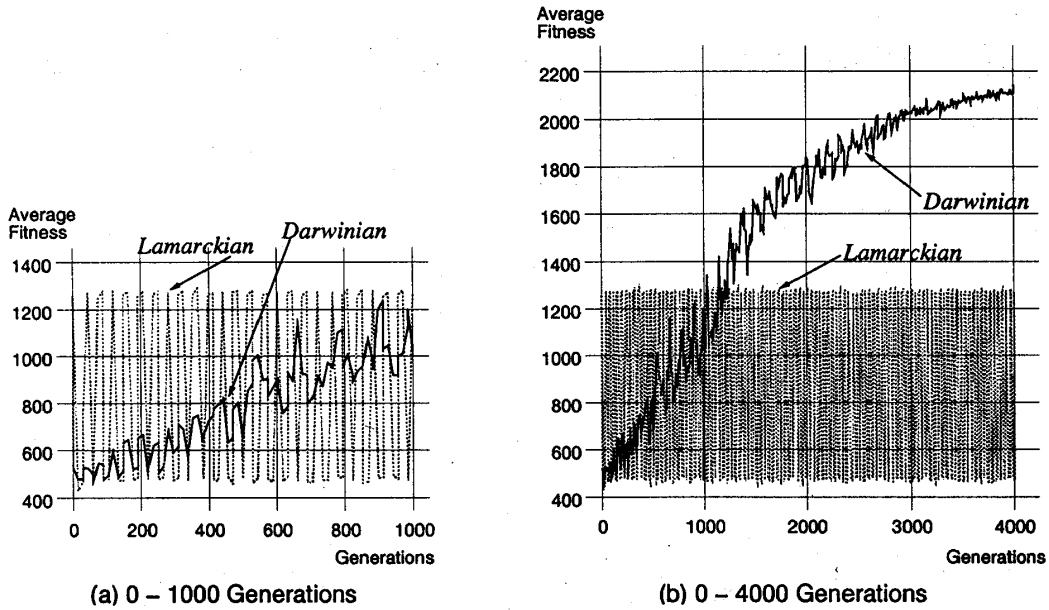 Average
Fitness
Lamarckian
Darwinian
1400
1200
1000
800
600
400
0 200 400 600 800 1000
Generations
(a) 0 – 1000 Generations
Average
Fitness
2200
2000
1800
1600
1400
1200
1000
800
600
400
Darwinian
Lamarckian
0 1000 2000 3000 4000
Generations
(b) 0 – 4000 Generations